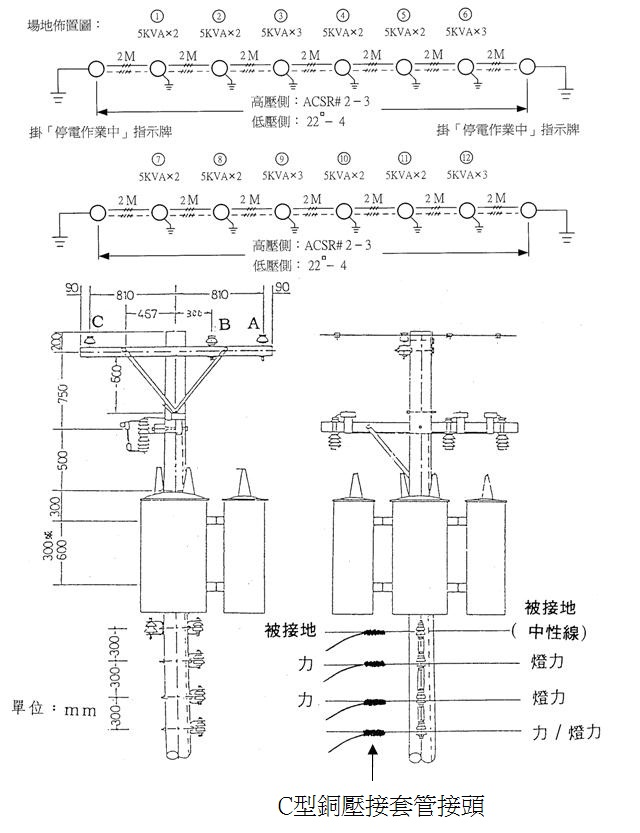 場地佈置圖：
① ② ③ ④ ⑤ ⑥
5KVA×2 5KVA×2 5KVA×3 5KVA×2 5KVA×2 5KVA×3
2M 2M 2M 2M 2M 2M 2M
高壓側：ACSR#2-3
低壓側：22□-4
掛「停電作業中」指示牌 掛「停電作業中」指示牌
⑦ ⑧ ⑨ ⑩ ⑪ ⑫
5KVA×2 5KVA×2 5KVA×3 5KVA×2 5KVA×2 5KVA×3
2M 2M 2M 2M 2M 2M 2M
高壓側：ACSR#2-3
低壓側：22□-4
90 810 810 90
467 300
C B A
200
750
600
500
300
300或
600
300
300
300
單位：mm
被接地 被接地
(中性線)
力 燈力
力 燈力
力/燈力
C型銅壓接套管接頭